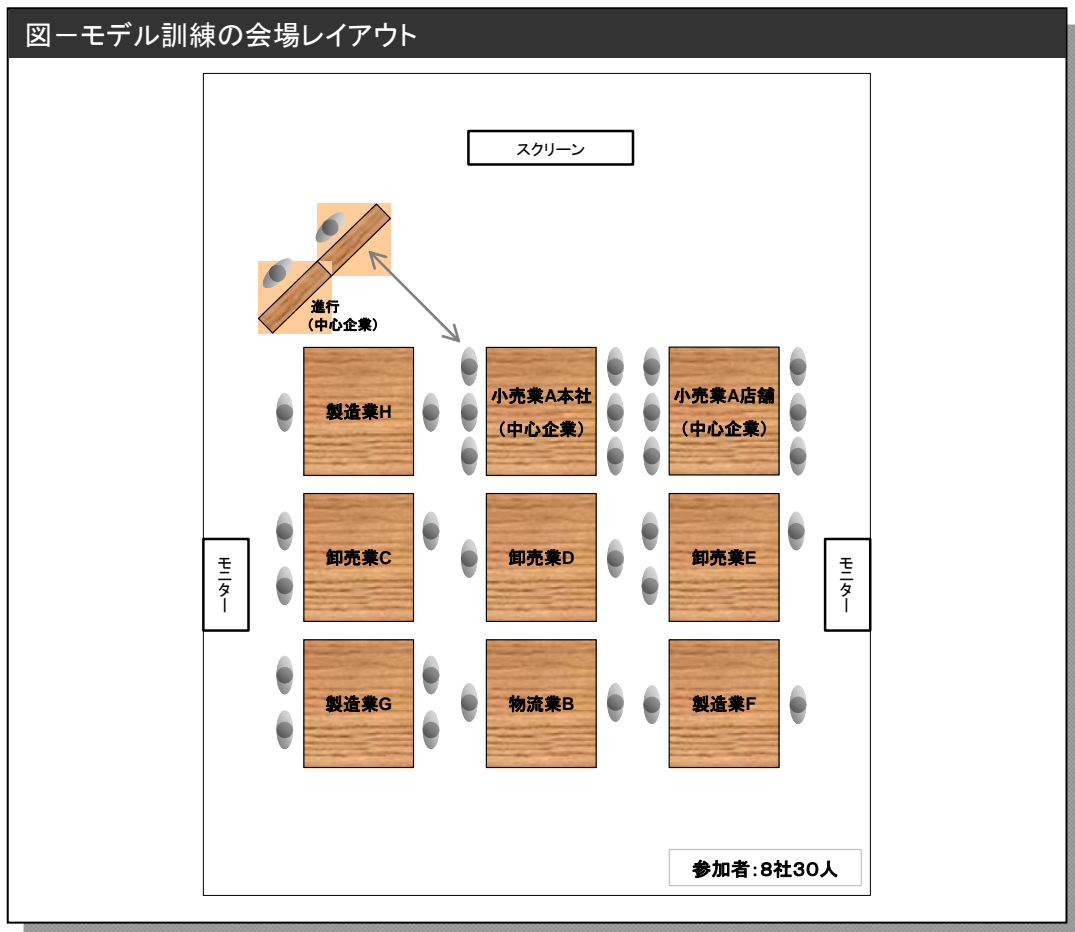 図－モデル訓練の会場レイアウト
スクリーン
進行
（中心企業）
製造業H
小売業A本社
（中心企業）
小売業A店舗
（中心企業）
卸売業C
卸売業D
卸売業E
モニター
モニター
製造業G
物流業B
製造業F
参加者：8社30人